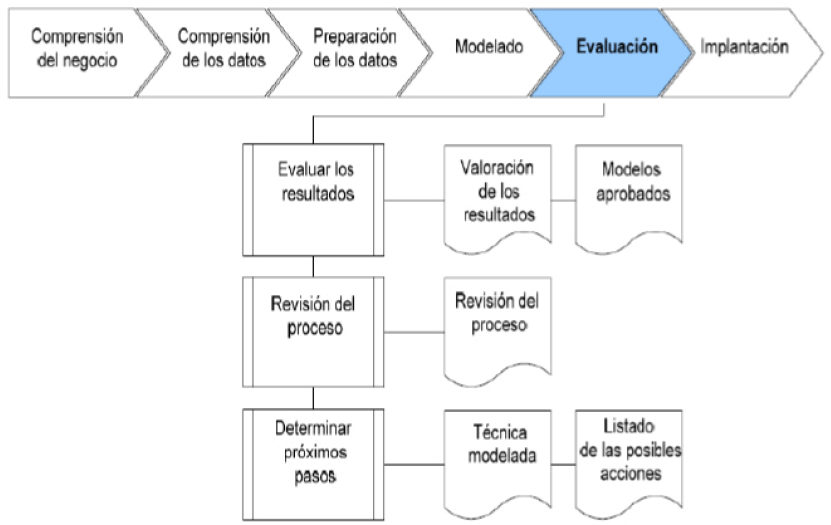 Comprensión
del negocio
Comprensión
de los datos
Preparación
de los datos
Modelado
Evaluación
Implantación
Evaluar los
resultados
Valoración
de los
resultados
Modelos
aprobados
Revisión del
proceso
Revisión del
proceso
Determinar
próximos
pasos
Técnica
modelada
Listado
de las posibles
acciones